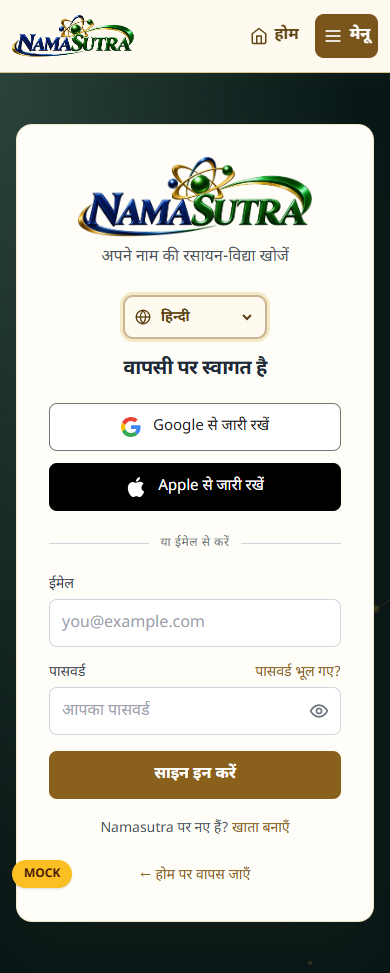 NAMASUTRA
होम
मेनू
NAMASUTRA
अपने नाम की रसायन-विद्या खोजें
हिन्दी
वापसी पर स्वागत है
Google से जारी रखें
Apple से जारी रखें
या ईमेल से करें
ईमेल
you@example.com
पासवर्ड पासवर्ड भूल गए?
आपका पासवर्ड
साइन इन करें
Namasutra पर नए हैं? खाता बनाएँ
MOCK
← होम पर वापस जाएँ